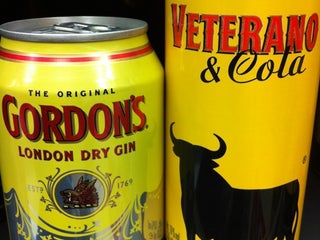 THE ORIGINAL
GORDON'S
LONDON DRY GIN
ESTD 1769
VETERANO
& Cola